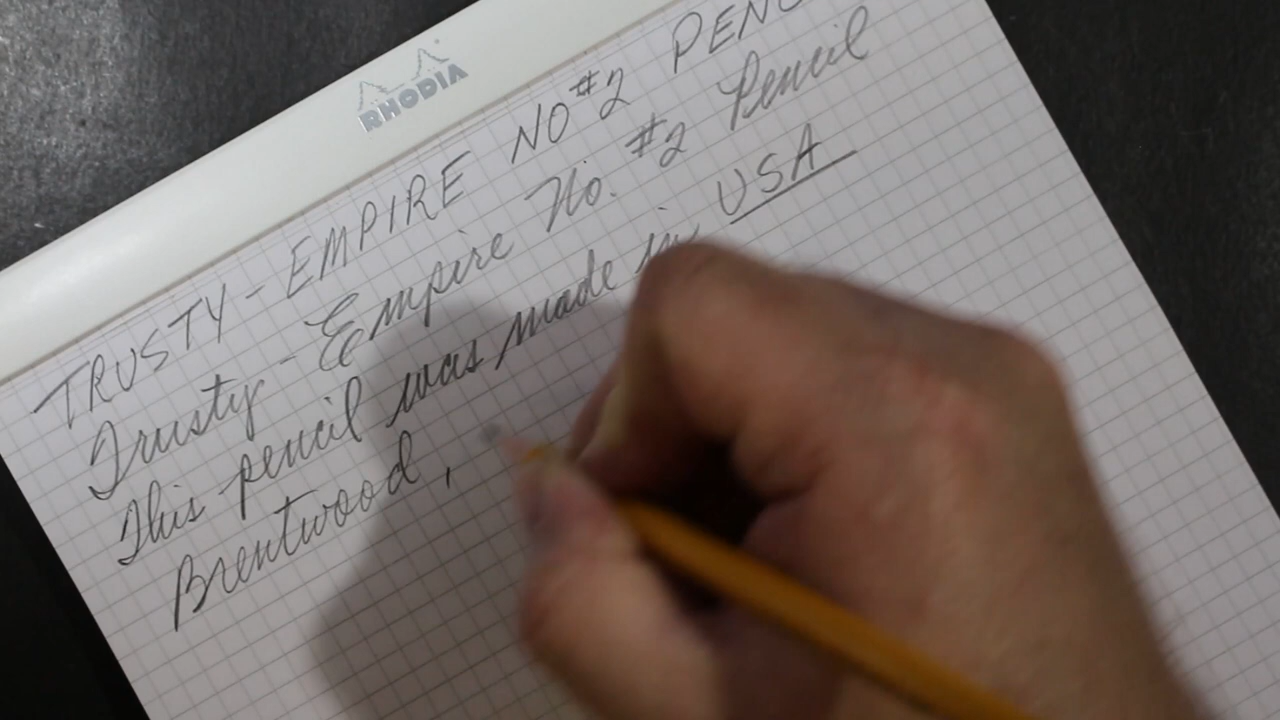 RHODIA
TRUSTY - EMPIRE NO #2 PENC
Trusty - Empire No. #2 Pencil
This pencil was made in USA
Brentwood,